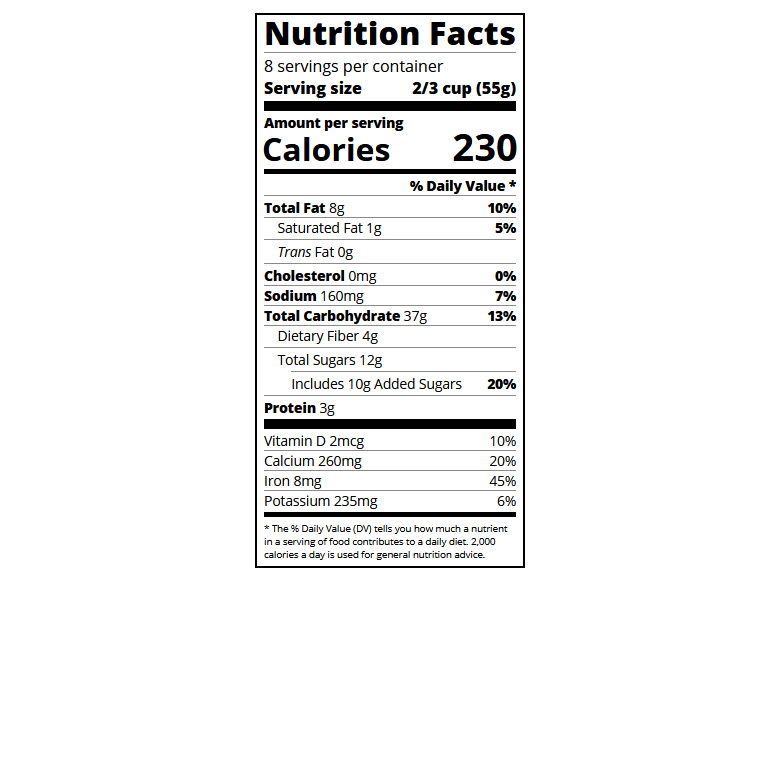 Nutrition Facts
8 servings per container
Serving size 2/3 cup (55g)
Amount per serving
Calories 230
% Daily Value *
Total Fat 8g 10%
Saturated Fat 1g 5%
Trans Fat 0g
Cholesterol 0mg 0%
Sodium 160mg 7%
Total Carbohydrate 37g 13%
Dietary Fiber 4g
Total Sugars 12g
Includes 10g Added Sugars 20%
Protein 3g
Vitamin D 2mcg 10%
Calcium 260mg 20%
Iron 8mg 45%
Potassium 235mg 6%
* The % Daily Value (DV) tells you how much a nutrient
in a serving of food contributes to a daily diet. 2,000
calories a day is used for general nutrition advice.